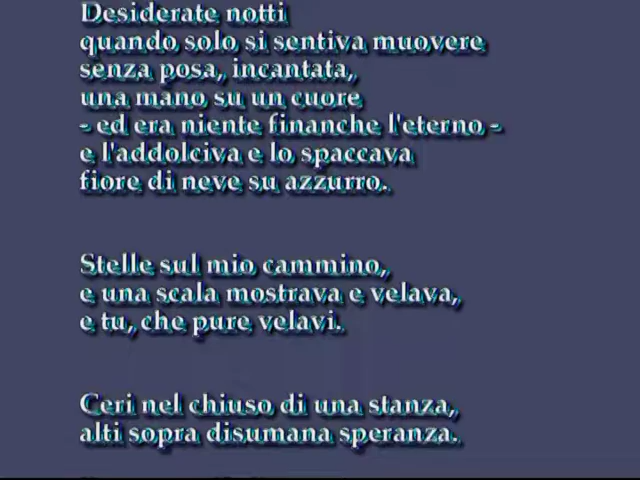 Desiderate notti
quando solo si sentiva muovere
senza posa, incantata,
una mano su un cuore
- ed era niente finanche l'eterno -
e l'addolciva e lo spaccava
fiore di neve su azzurro.
Stelle sul mio cammino,
e una scala mostrava e velava,
e tu, che pure velavi.
Ceri nel chiuso di una stanza,
alti sopra disumana speranza.